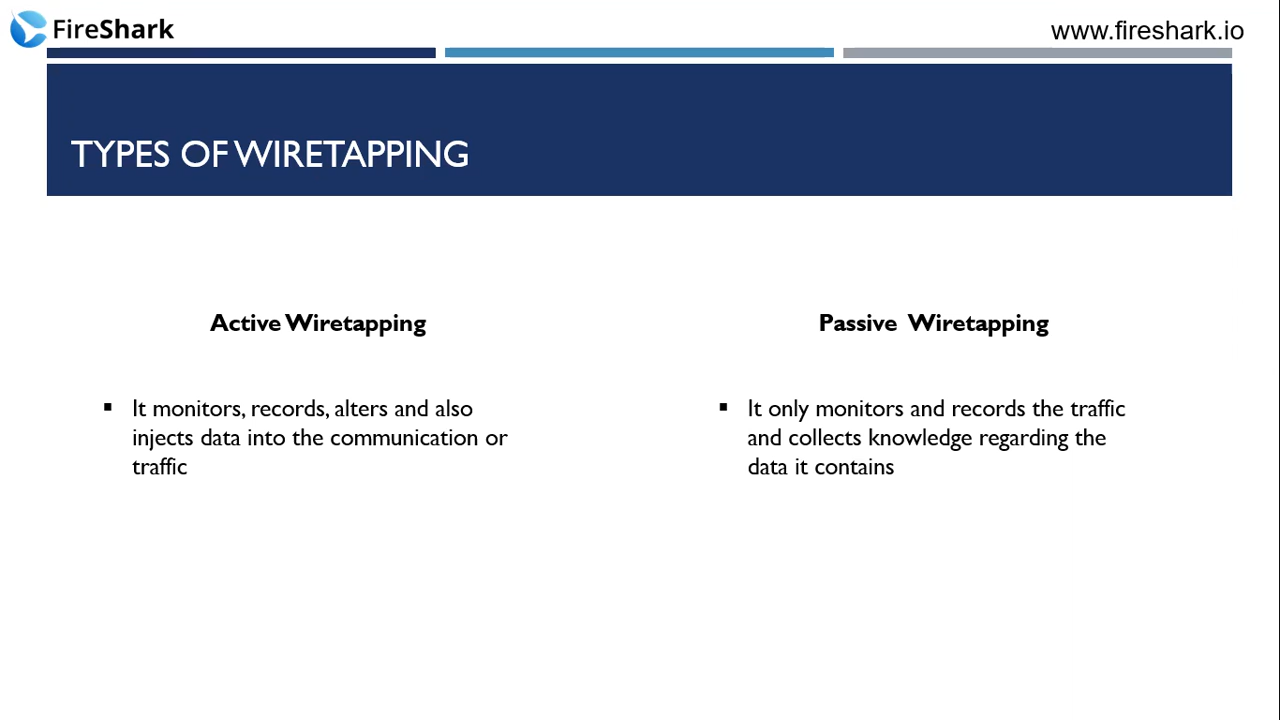 FireShark
www.fireshark.io
TYPES OF WIRETAPPING
Active Wiretapping
▪ It monitors, records, alters and also
injects data into the communication or
traffic
Passive Wiretapping
▪ It only monitors and records the traffic
and collects knowledge regarding the
data it contains